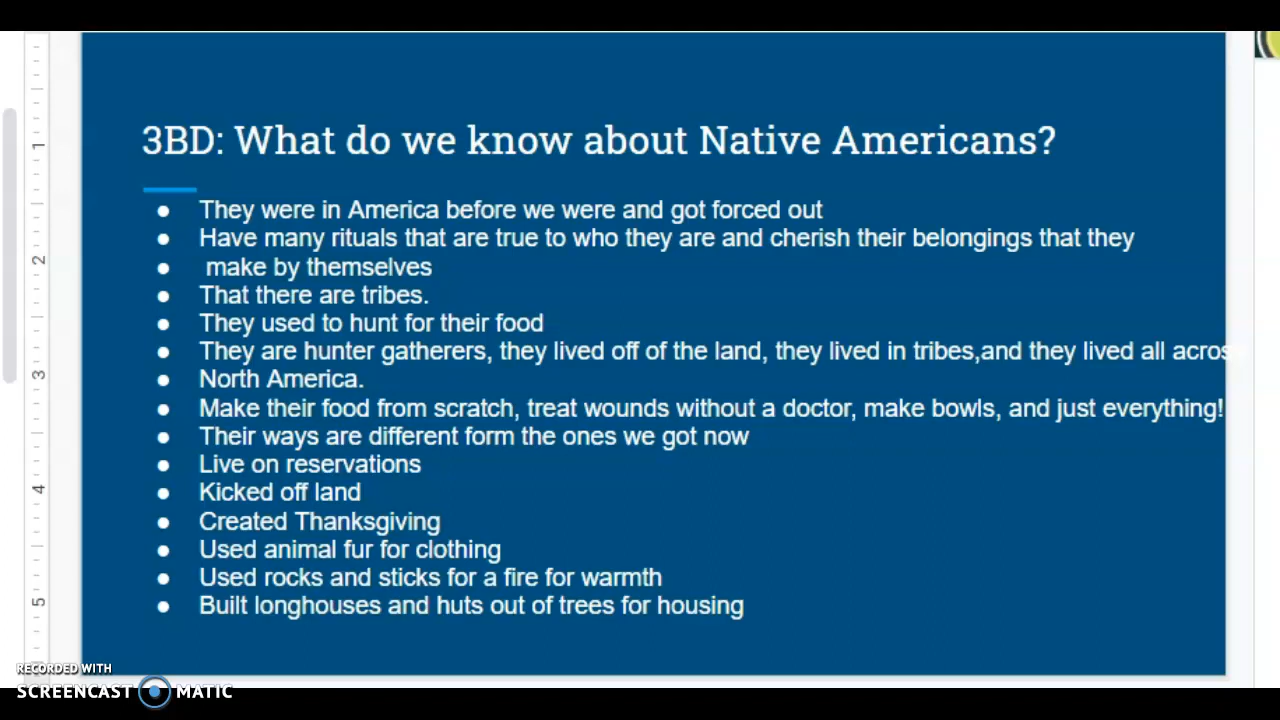 3BD: What do we know about Native Americans?
● They were in America before we were and got forced out
● Have many rituals that are true to who they are and cherish their belongings that they
● make by themselves
● That there are tribes.
● They used to hunt for their food
● They are hunter gatherers, they lived off of the land, they lived in tribes,and they lived all across
● North America.
● Make their food from scratch, treat wounds without a doctor, make bowls, and just everything!
● Their ways are different form the ones we got now
● Live on reservations
● Kicked off land
● Created Thanksgiving
● Used animal fur for clothing
● Used rocks and sticks for a fire for warmth
● Built longhouses and huts out of trees for housing
1
2
3
4
5
RECORDED WITH
SCREENCAST MATIC